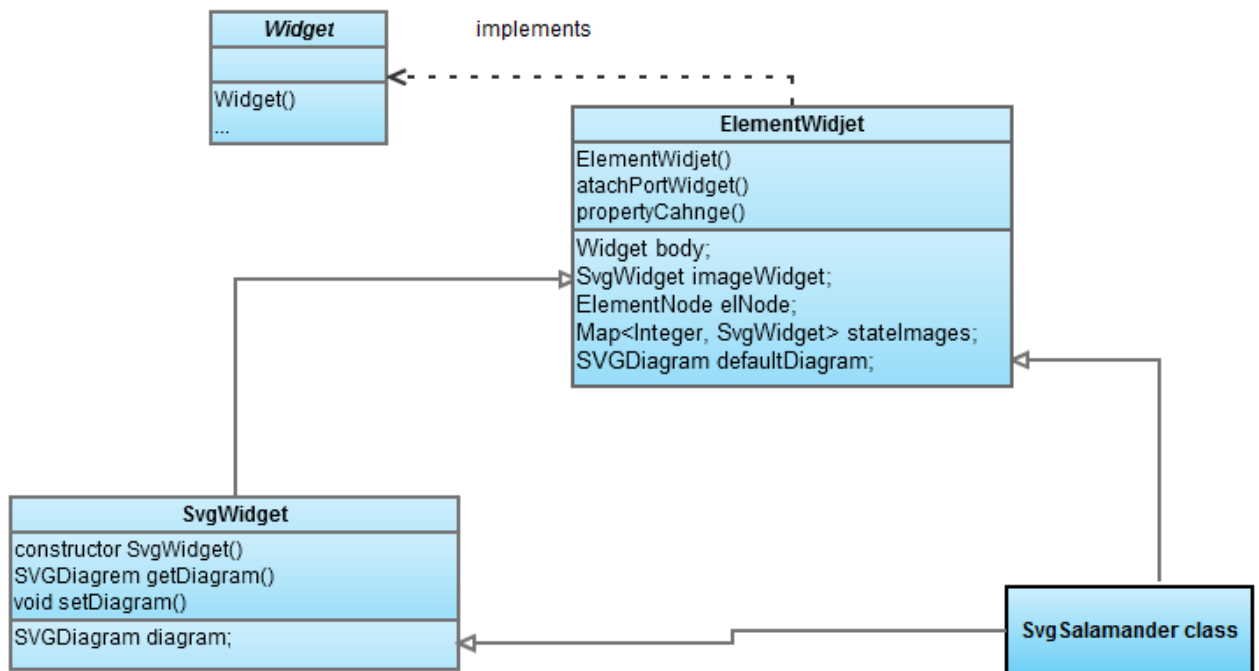 Widget
implements
Widget()
...
ElementWidjet
ElementWidjet()
atachPortWidget()
propertyCahnge()
Widget body;
SvgWidget imageWidget;
ElementNode elNode;
Map<Integer, SvgWidget> stateImages;
SVGDiagram defaultDiagram;
SvgWidget
constructor SvgWidget()
SVGDiagrem getDiagram()
void setDiagram()
SVGDiagram diagram;
SvgSalamander class